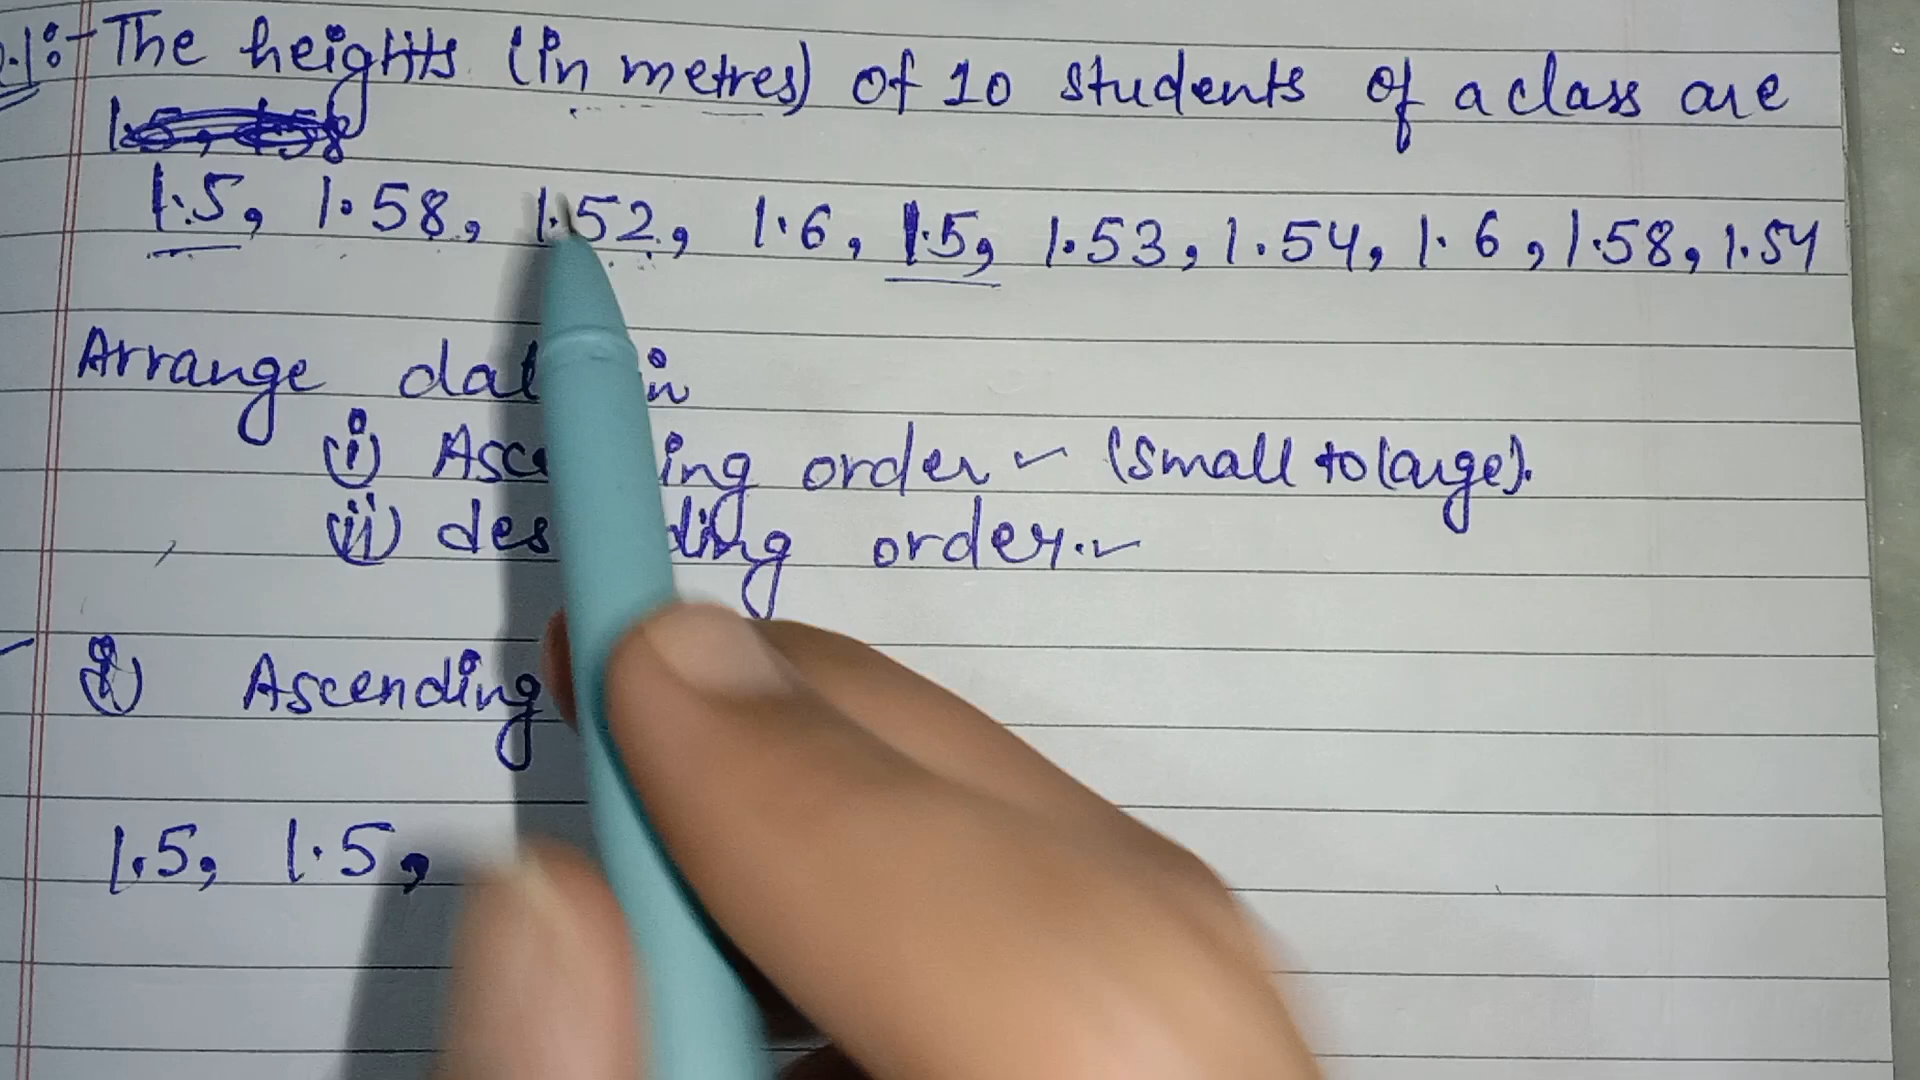 .1:- The heights (in metres) of 10 students of a class are
1.5, 1.58, 1.52, 1.6, 1.5, 1.53, 1.54, 1.6, 1.58, 1.54
Arrange in
(i) order (Small to large).
(ii) order.
(i) Ascending
1.5, 1.5,